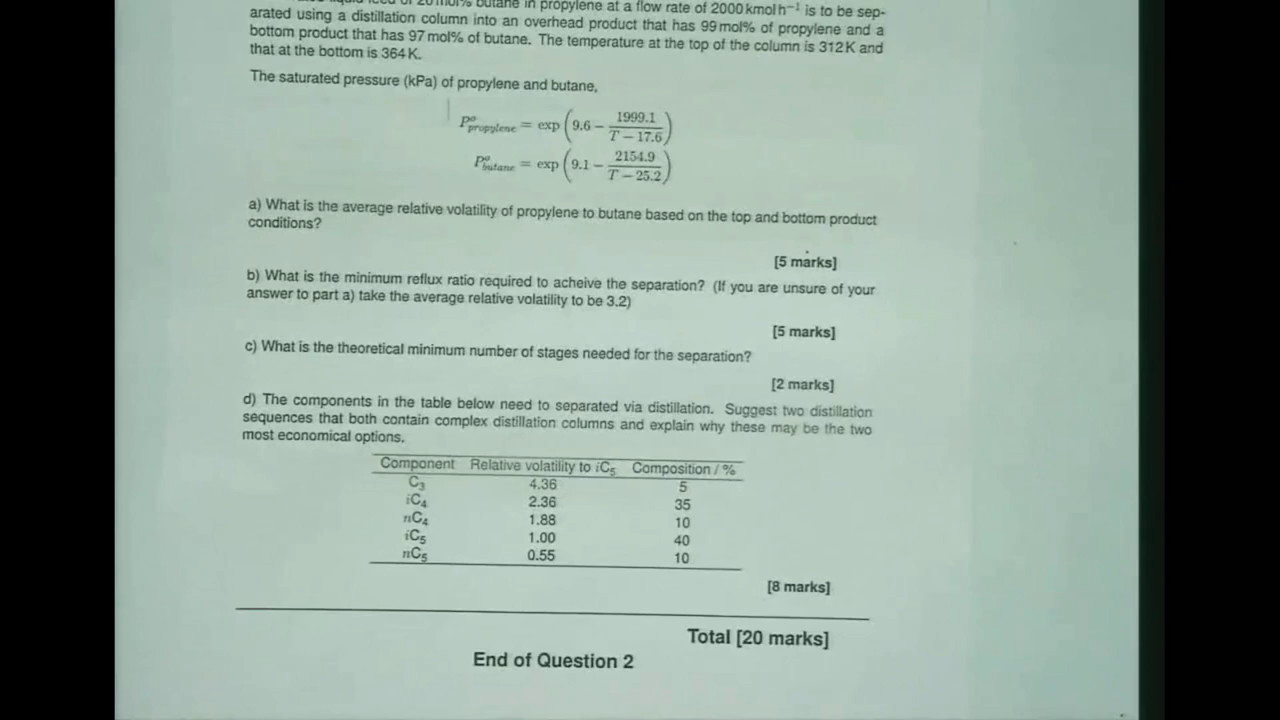 butane in propylene at a flow rate of 2000 kmol h⁻¹ is to be sep-
arated using a distillation column into an overhead product that has 99 mol% of propylene and a
bottom product that has 97 mol% of butane. The temperature at the top of the column is 312 K and
that at the bottom is 364 K.
The saturated pressure (kPa) of propylene and butane,
P°propylene = exp(9.6 − 1999.1/(T − 17.6))
P°butane = exp(9.1 − 2154.9/(T − 25.2))
a) What is the average relative volatility of propylene to butane based on the top and bottom product
conditions?
[5 marks]
b) What is the minimum reflux ratio required to acheive the separation? (If you are unsure of your
answer to part a) take the average relative volatility to be 3.2)
[5 marks]
c) What is the theoretical minimum number of stages needed for the separation?
[2 marks]
d) The components in the table below need to separated via distillation. Suggest two distillation
sequences that both contain complex distillation columns and explain why these may be the two
most economical options.
Component Relative volatility to iC₅ Composition / %
C₃ 4.36 5
iC₄ 2.36 35
nC₄ 1.88 10
iC₅ 1.00 40
nC₅ 0.55 10
[8 marks]
Total [20 marks]
End of Question 2